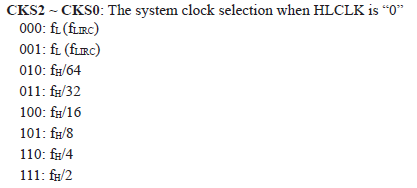 CKS2 ~ CKS0: The system clock selection when HLCLK is “0”
000: fL (fLIRC)
001: fL (fLIRC)
010: fH/64
011: fH/32
100: fH/16
101: fH/8
110: fH/4
111: fH/2